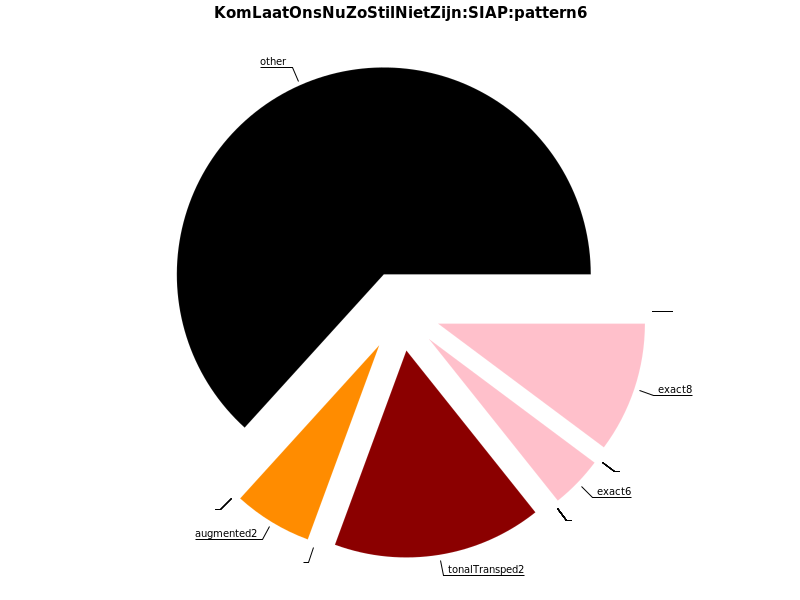 KomLaatOnsNuZoStilNietZijn:SIAP:pattern6
other
exact8
exact6
augmented2
tonalTransped2